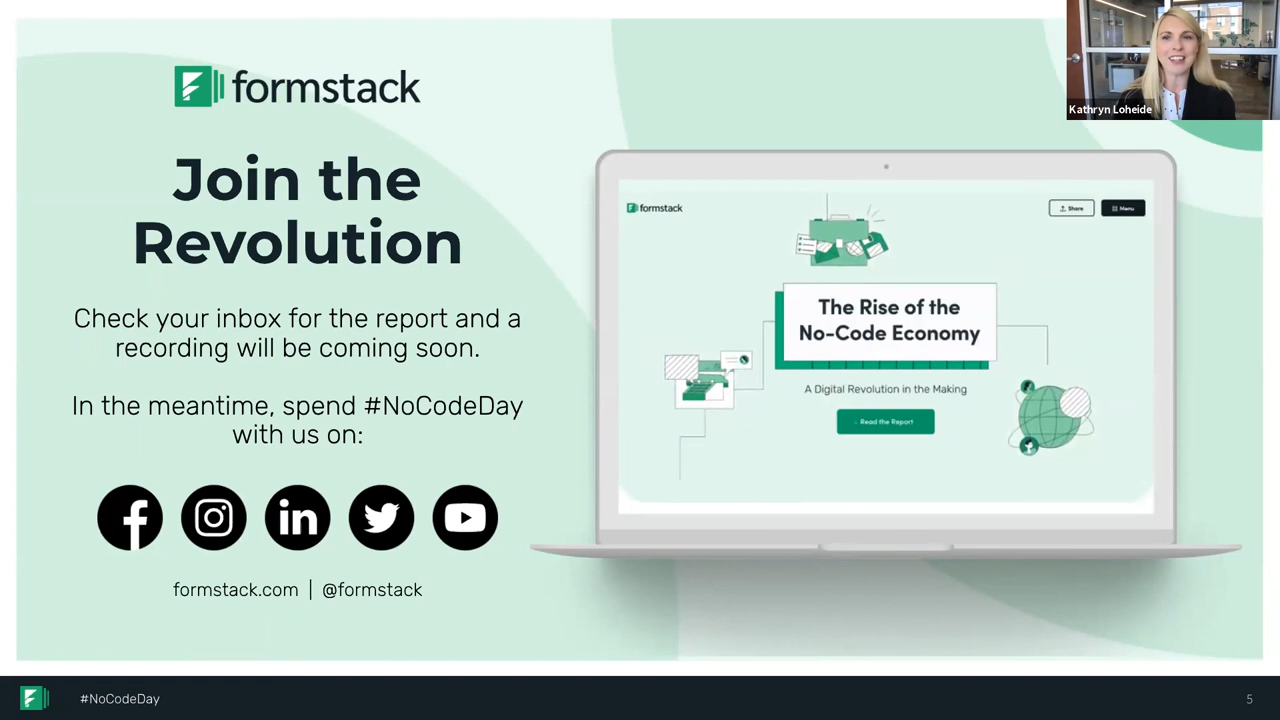 formstack
Join the
Revolution
Check your inbox for the report and a
recording will be coming soon.
In the meantime, spend #NoCodeDay
with us on:
formstack.com | @formstack
formstack
Share
Menu
The Rise of the
No-Code Economy
A Digital Revolution in the Making
Read the Report
Kathryn Loheide
#NoCodeDay
5